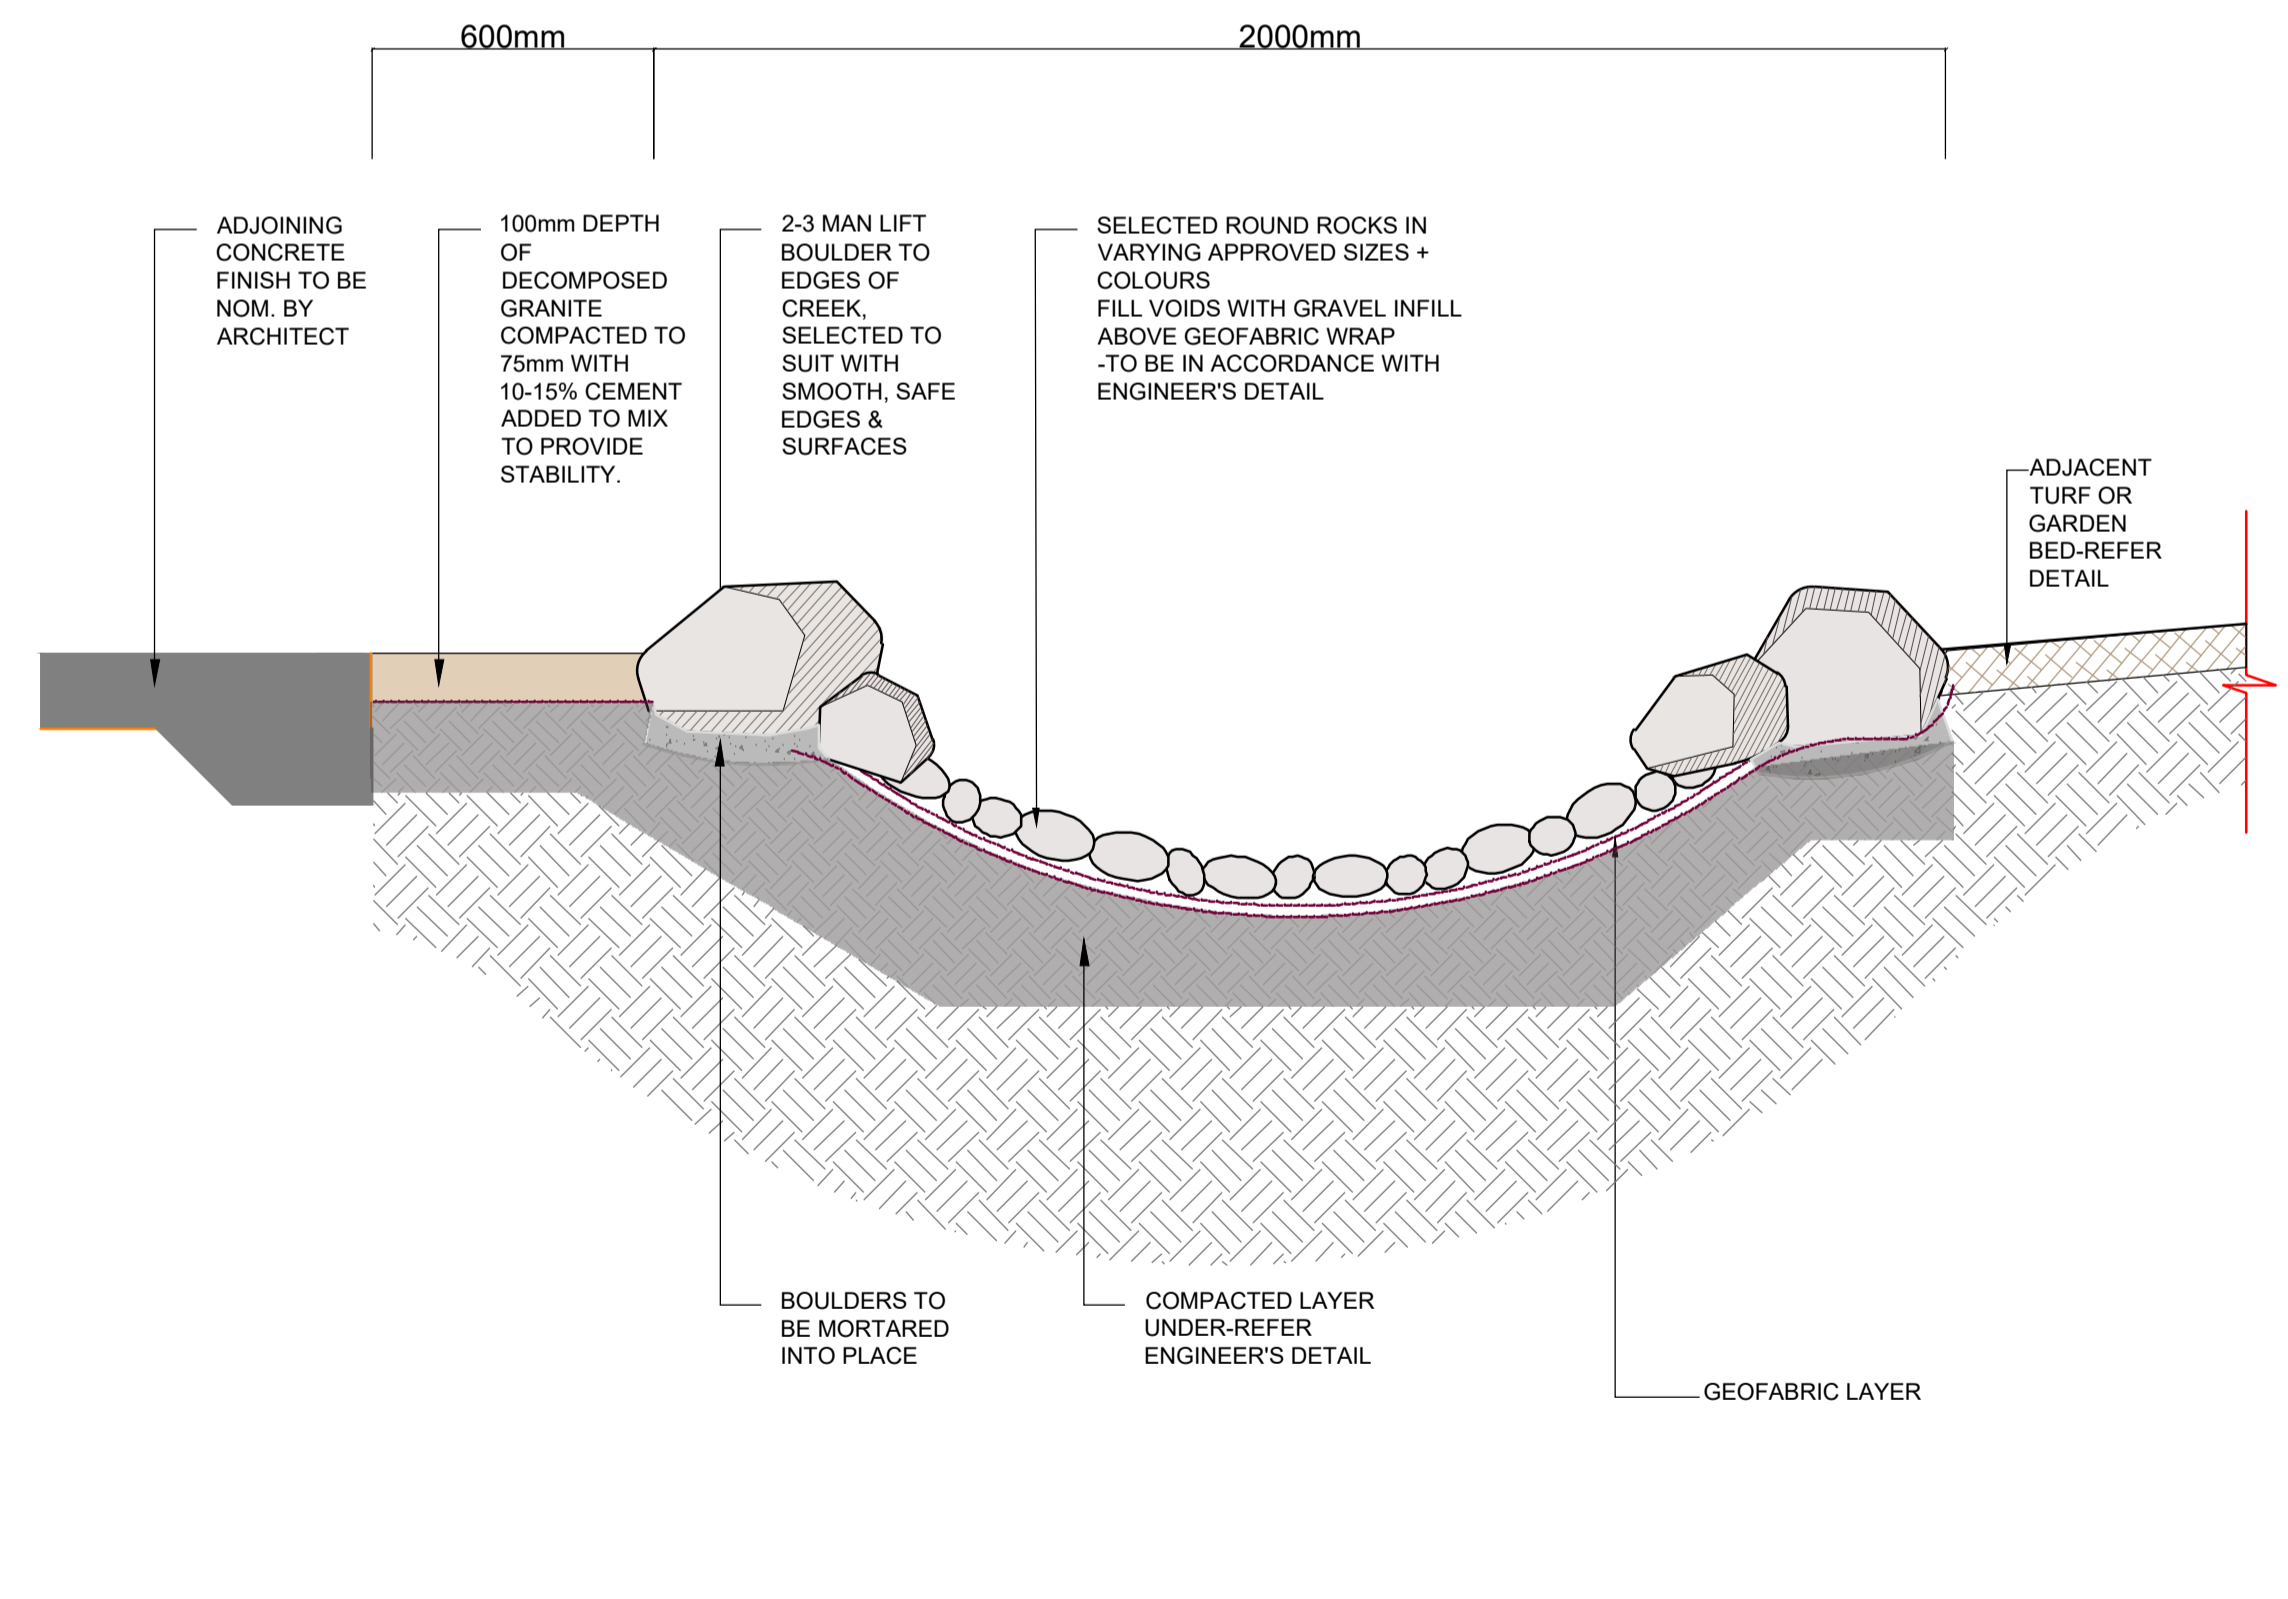 600mm
2000mm
ADJOINING
CONCRETE
FINISH TO BE
NOM. BY
ARCHITECT
100mm DEPTH
OF
DECOMPOSED
GRANITE
COMPACTED TO
75mm WITH
10-15% CEMENT
ADDED TO MIX
TO PROVIDE
STABILITY.
2-3 MAN LIFT
BOULDER TO
EDGES OF
CREEK,
SELECTED TO
SUIT WITH
SMOOTH, SAFE
EDGES &
SURFACES
SELECTED ROUND ROCKS IN
VARYING APPROVED SIZES +
COLOURS
FILL VOIDS WITH GRAVEL INFILL
ABOVE GEOFABRIC WRAP
-TO BE IN ACCORDANCE WITH
ENGINEER'S DETAIL
ADJACENT
TURF OR
GARDEN
BED-REFER
DETAIL
BOULDERS TO
BE MORTARED
INTO PLACE
COMPACTED LAYER
UNDER-REFER
ENGINEER'S DETAIL
GEOFABRIC LAYER